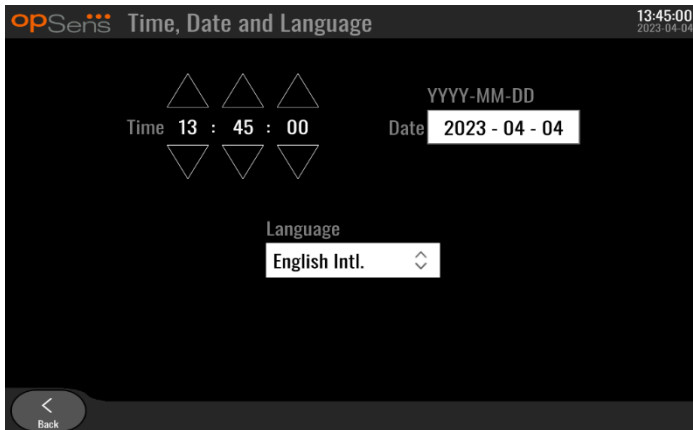 opSens Time, Date and Language
13:45:00
2023-04-04
YYYY-MM-DD
Time 13 : 45 : 00
Date 2023 - 04 - 04
Language
English Intl.
Back